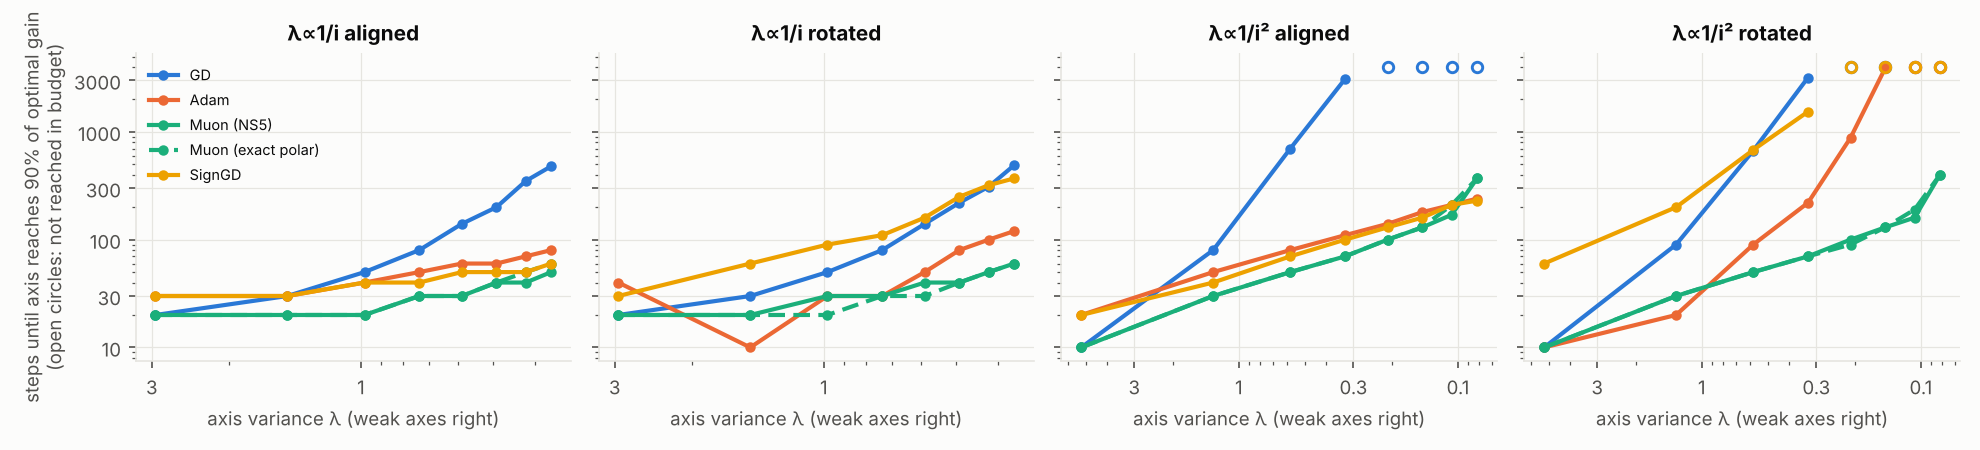 steps until axis reaches 90% of optimal gain
(open circles: not reached in budget)
λ∝1/i aligned
3000
1000
300
100
30
10
GD
Adam
Muon (NS5)
Muon (exact polar)
SignGD
3
1
axis variance λ (weak axes right)
λ∝1/i rotated
3
1
axis variance λ (weak axes right)
λ∝1/i² aligned
3
1
0.3
0.1
axis variance λ (weak axes right)
λ∝1/i² rotated
3
1
0.3
0.1
axis variance λ (weak axes right)